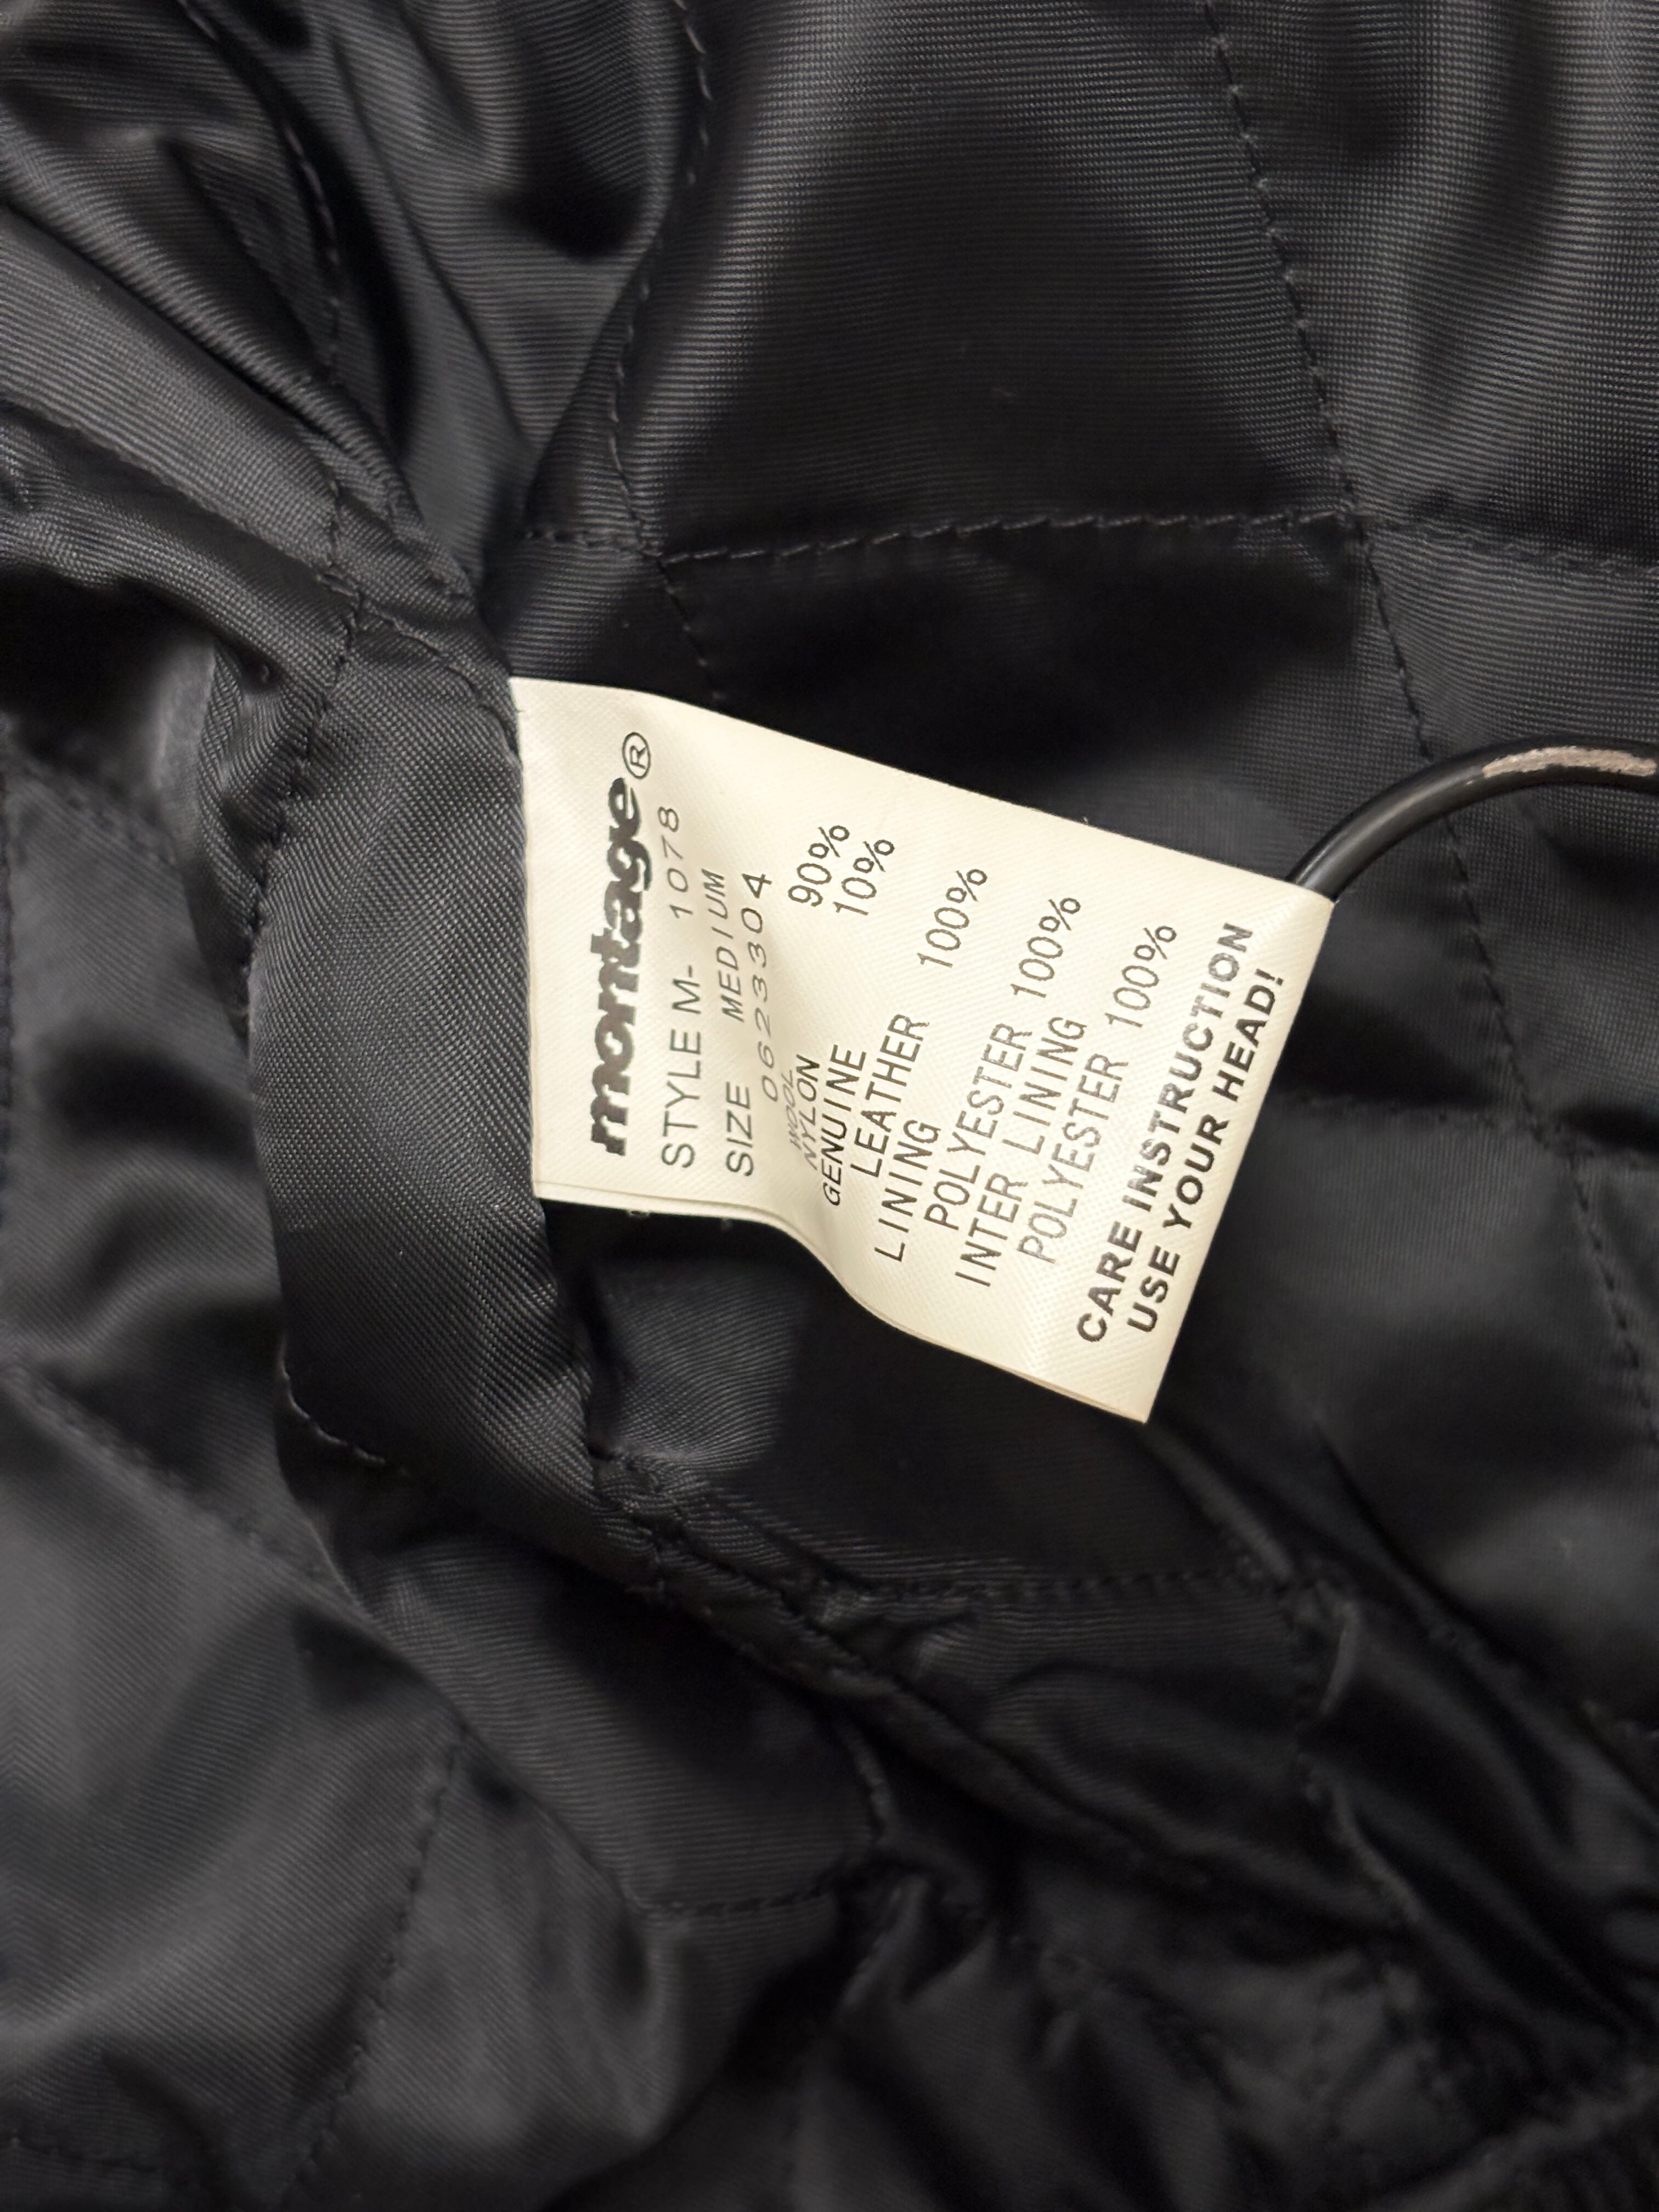 montage®
STYLE M- 1078
SIZE MEDIUM
0623304
WOOL 90%
NYLON 10%
GENUINE
LEATHER 100%
LINING
POLYESTER 100%
INTER LINING
POLYESTER 100%
CARE INSTRUCTION
USE YOUR HEAD!